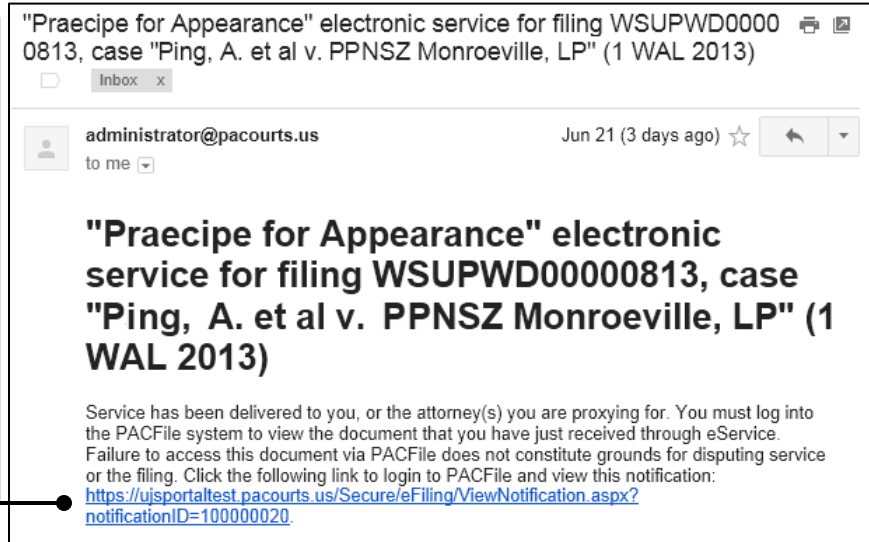 "Praecipe for Appearance" electronic service for filing WSUPWD0000
0813, case "Ping, A. et al v. PPNSZ Monroeville, LP" (1 WAL 2013)
Inbox x
administrator@pacourts.us Jun 21 (3 days ago)
to me
"Praecipe for Appearance" electronic
service for filing WSUPWD00000813, case
"Ping, A. et al v. PPNSZ Monroeville, LP" (1
WAL 2013)
Service has been delivered to you, or the attorney(s) you are proxying for. You must log into
the PACFile system to view the document that you have just received through eService.
Failure to access this document via PACFile does not constitute grounds for disputing service
or the filing. Click the following link to login to PACFile and view this notification:
https://ujsportaltest.pacourts.us/Secure/eFiling/ViewNotification.aspx?
notificationID=100000020.